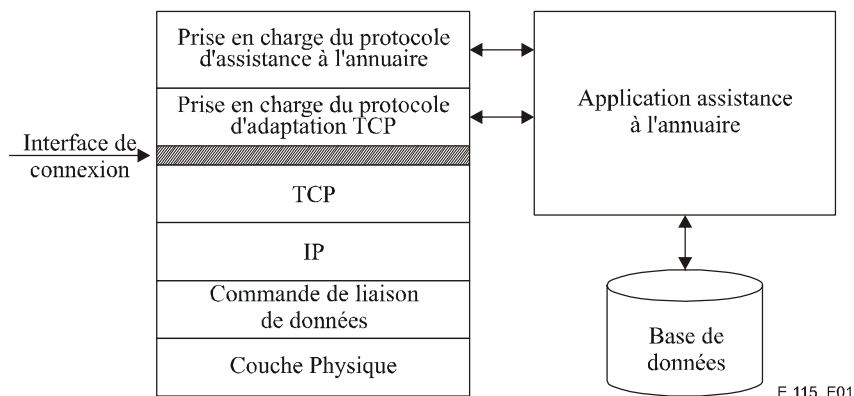 Prise en charge du protocole
d'assistance à l'annuaire
Prise en charge du protocole
d'adaptation TCP
Interface de
connexion
TCP
IP
Commande de liaison
de données
Couche Physique
Application assistance
à l'annuaire
Base de
données
E.115_F01